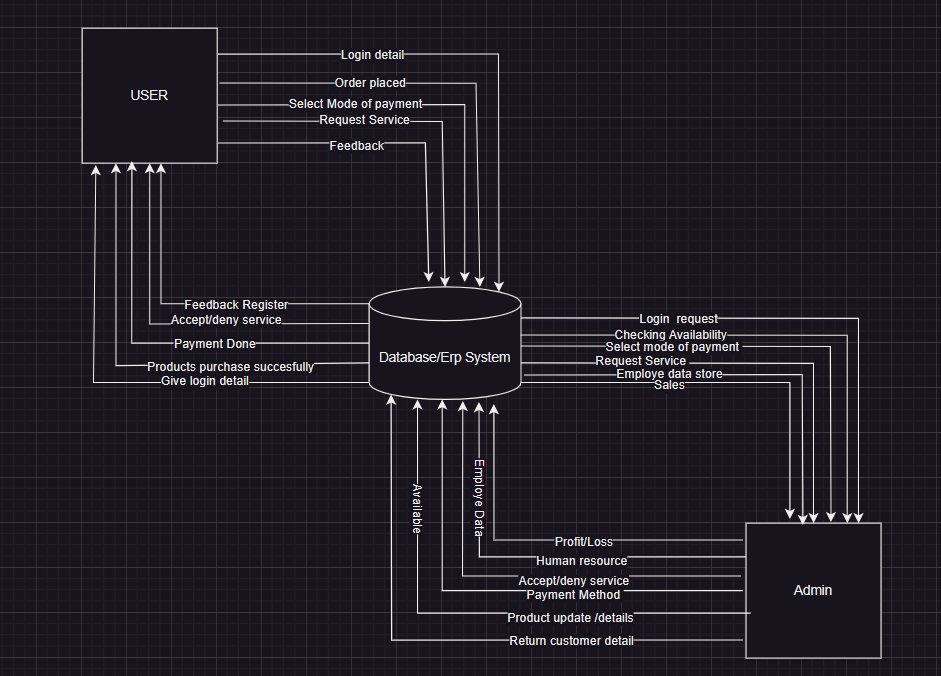 Login detail
USER
Order placed
Select Mode of payment
Request Service
Feedback
Feedback Register
Accept/deny service
Payment Done
Products purchase succesfully
Give login detail
Database/Erp System
Login request
Checking Availability
Select mode of payment
Request Service
Employe data store
Sales
Available
Employe Data
Profit/Loss
Human resource
Accept/deny service
Payment Method
Product update /details
Return customer detail
Admin